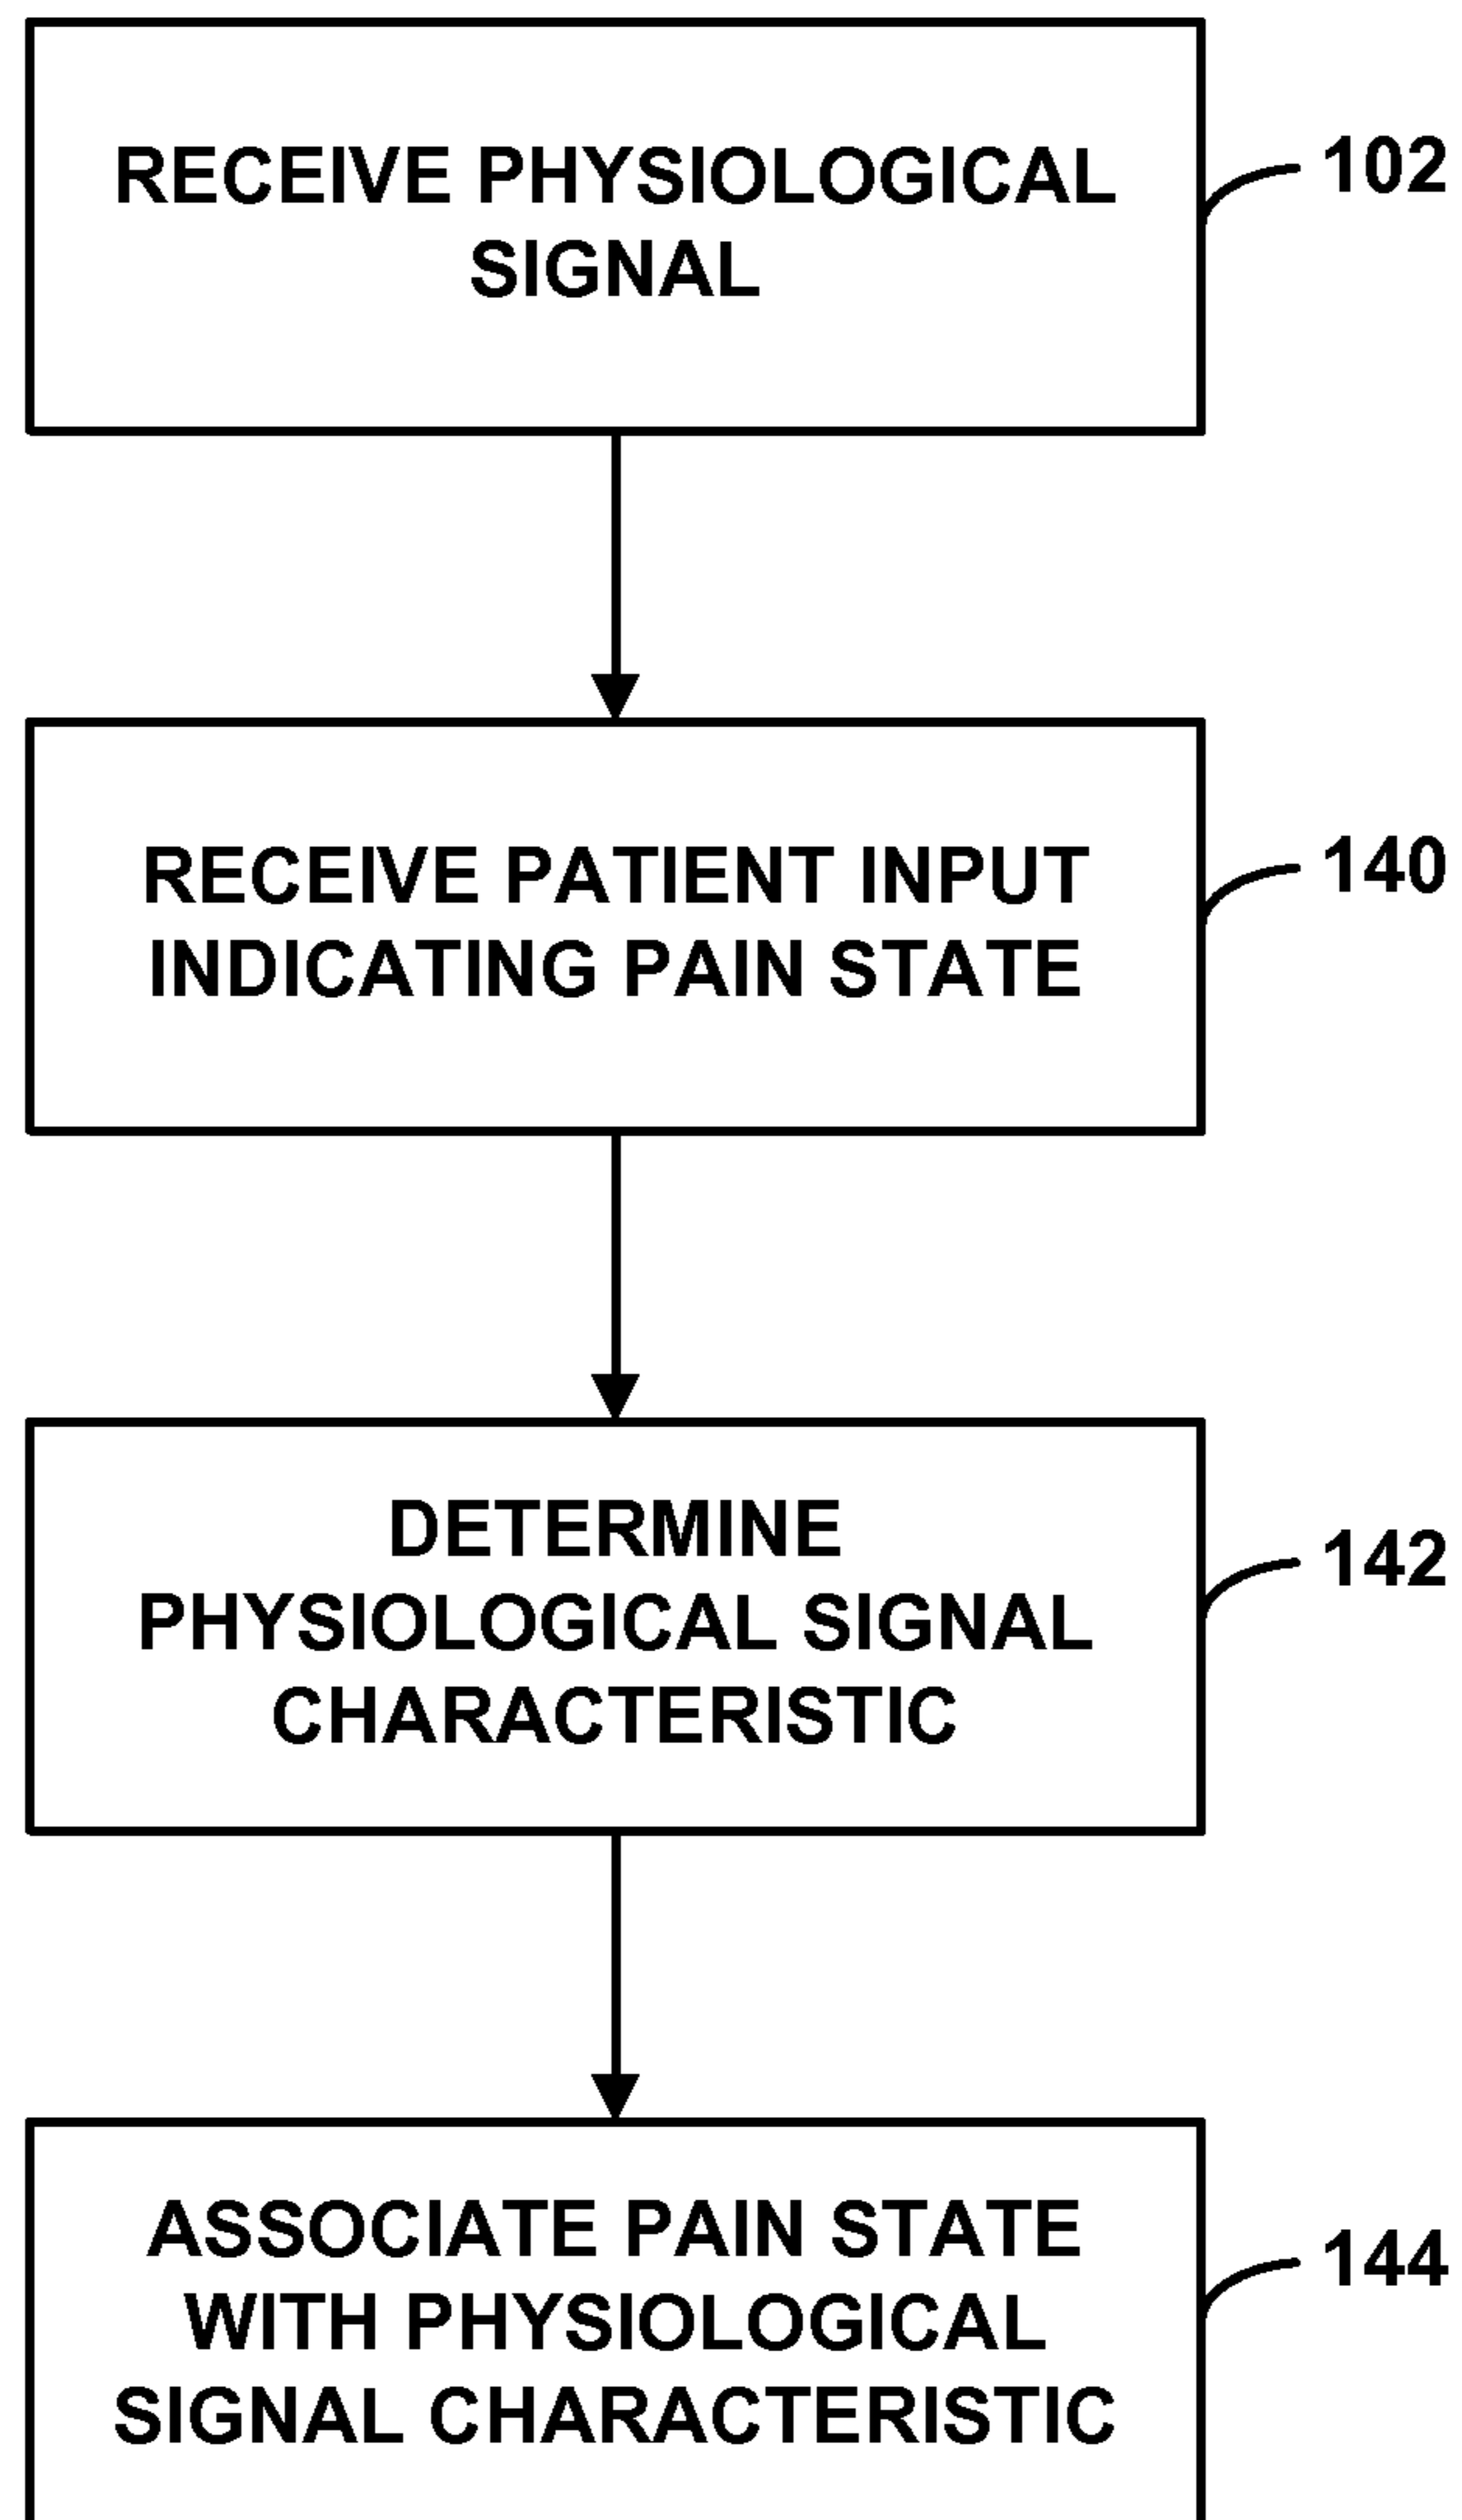 RECEIVE PHYSIOLOGICAL
SIGNAL
102
RECEIVE PATIENT INPUT
INDICATING PAIN STATE
140
DETERMINE
PHYSIOLOGICAL SIGNAL
CHARACTERISTIC
142
ASSOCIATE PAIN STATE
WITH PHYSIOLOGICAL
SIGNAL CHARACTERISTIC
144